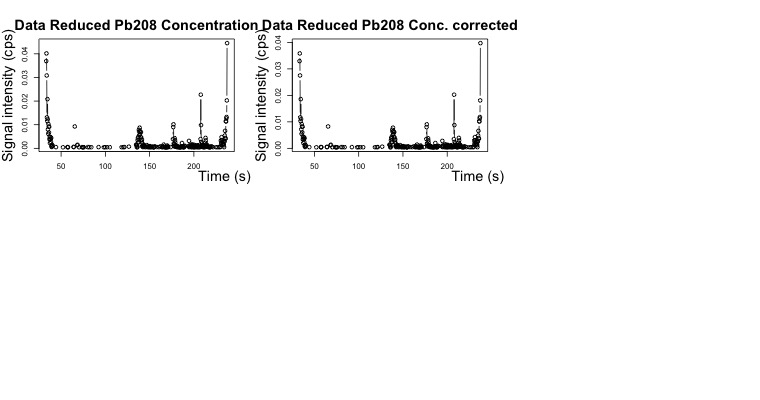 Data Reduced Pb208 Concentration
Signal intensity (cps)
0.00 0.01 0.02 0.03 0.04
50 100 150 200
Time (s)
Data Reduced Pb208 Conc. corrected
Signal intensity (cps)
0.00 0.01 0.02 0.03 0.04
50 100 150 200
Time (s)